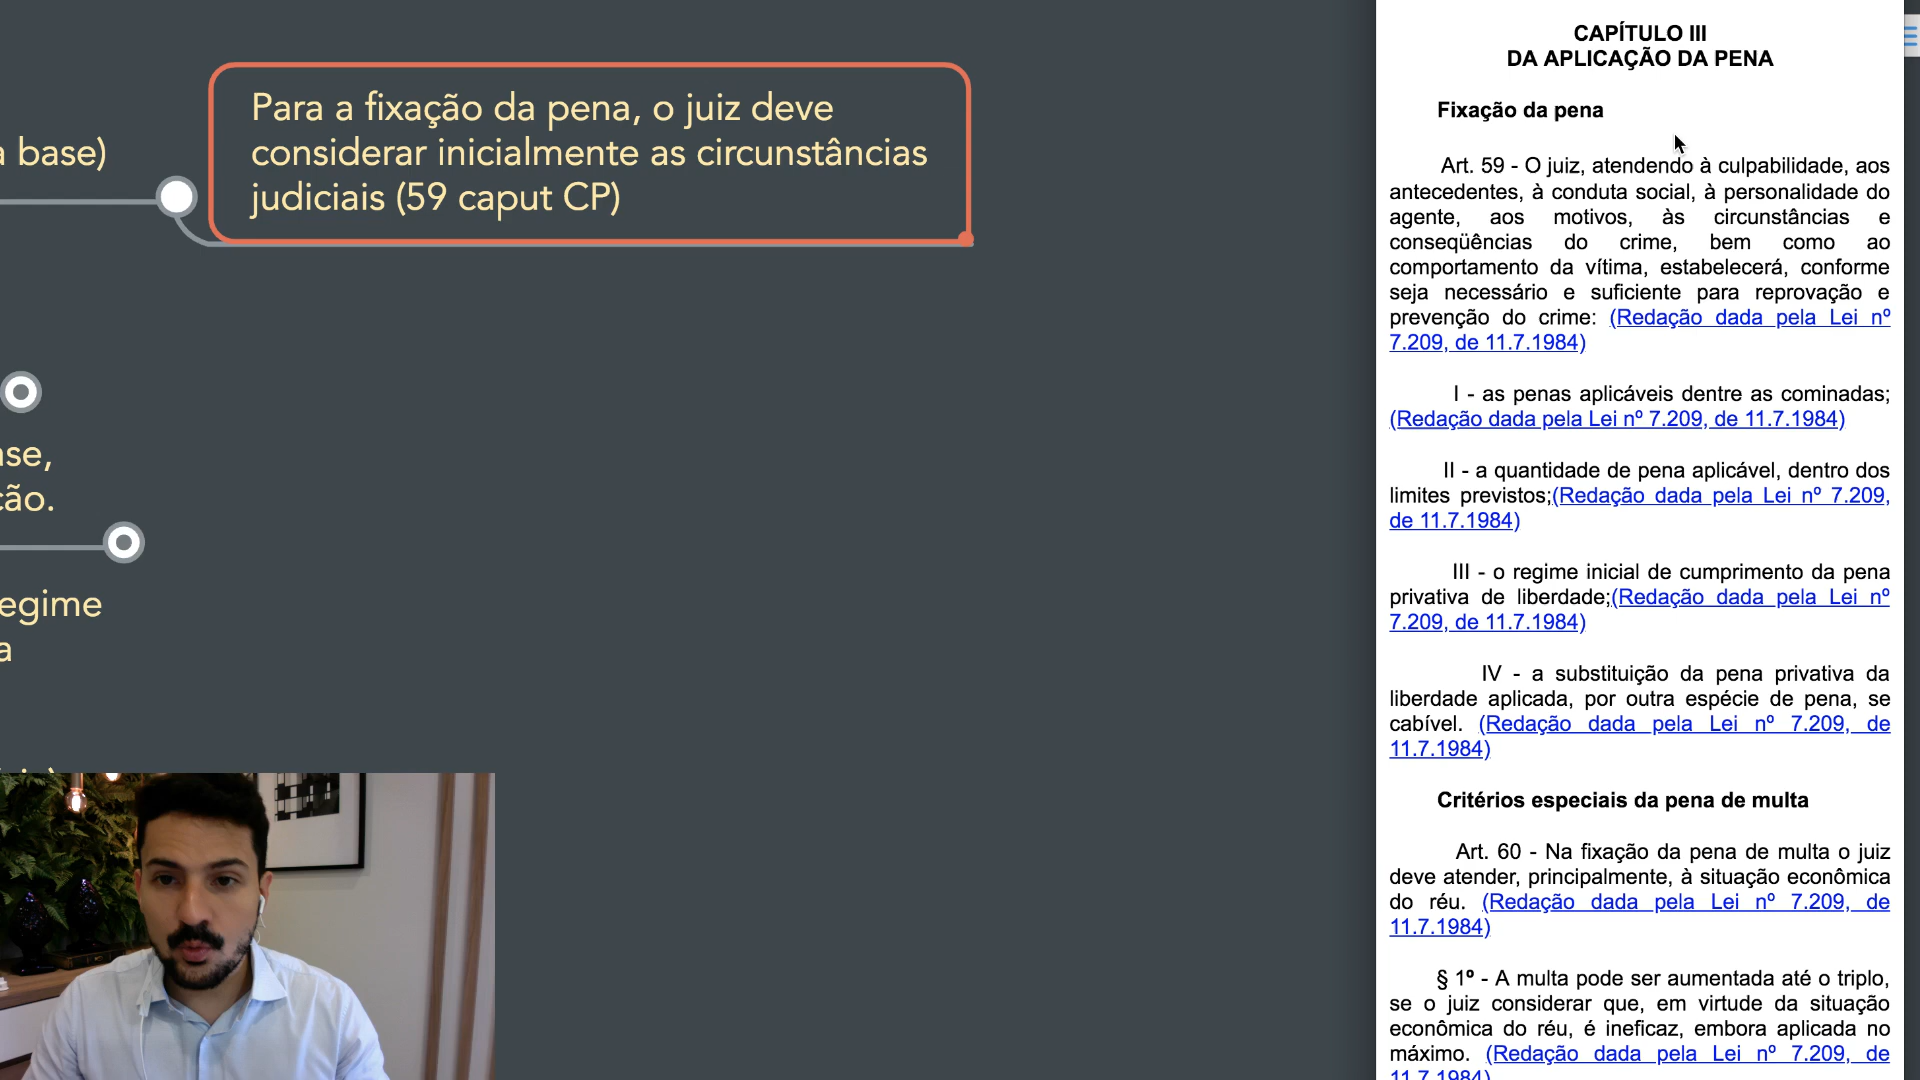 Para a fixação da pena, o juiz deve
considerar inicialmente as circunstâncias
judiciais (59 caput CP)
a base)
ase,
ção.
egime
a
CAPÍTULO III
DA APLICAÇÃO DA PENA
Fixação da pena
Art. 59 - O juiz, atendendo à culpabilidade, aos
antecedentes, à conduta social, à personalidade do
agente, aos motivos, às circunstâncias e
conseqüências do crime, bem como ao
comportamento da vítima, estabelecerá, conforme
seja necessário e suficiente para reprovação e
prevenção do crime: (Redação dada pela Lei nº
7.209, de 11.7.1984)
I - as penas aplicáveis dentre as cominadas;
(Redação dada pela Lei nº 7.209, de 11.7.1984)
II - a quantidade de pena aplicável, dentro dos
limites previstos;(Redação dada pela Lei nº 7.209,
de 11.7.1984)
III - o regime inicial de cumprimento da pena
privativa de liberdade;(Redação dada pela Lei nº
7.209, de 11.7.1984)
IV - a substituição da pena privativa da
liberdade aplicada, por outra espécie de pena, se
cabível. (Redação dada pela Lei nº 7.209, de
11.7.1984)
Critérios especiais da pena de multa
Art. 60 - Na fixação da pena de multa o juiz
deve atender, principalmente, à situação econômica
do réu. (Redação dada pela Lei nº 7.209, de
11.7.1984)
§ 1º - A multa pode ser aumentada até o triplo,
se o juiz considerar que, em virtude da situação
econômica do réu, é ineficaz, embora aplicada no
máximo. (Redação dada pela Lei nº 7.209, de
11.7.1984)